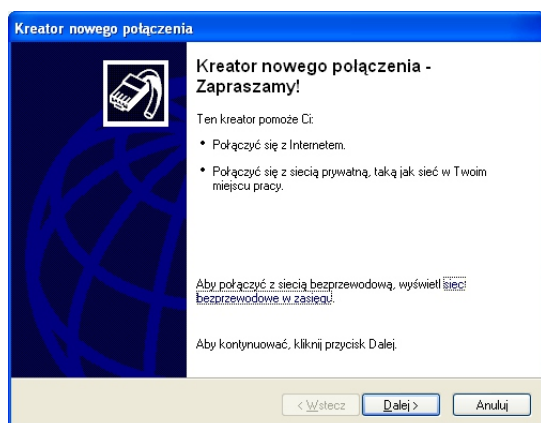 Kreator nowego połączenia
Kreator nowego połączenia -
Zapraszamy!
Ten kreator pomoże Ci:
• Połączyć się z Internetem.
• Połączyć się z siecią prywatną, taką jak sieć w Twoim
miejscu pracy.
Aby połączyć z siecią bezprzewodową, wyświetl sieci
bezprzewodowe w zasięgu.
Aby kontynuować, kliknij przycisk Dalej.
< Wstecz
Dalej >
Anuluj